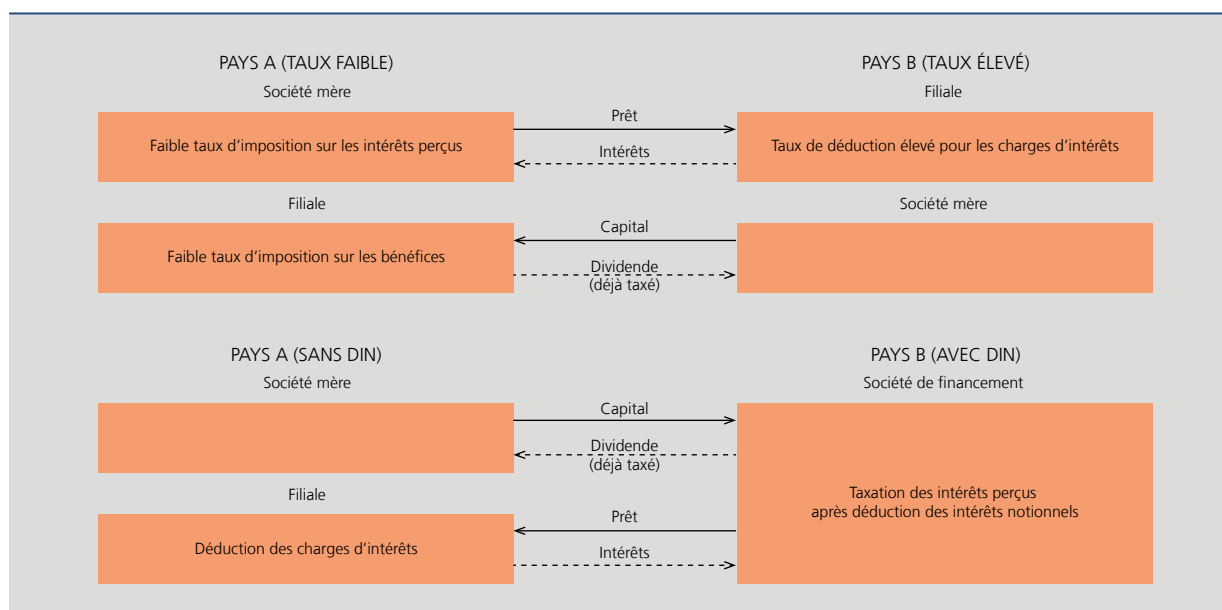 PAYS A (TAUX FAIBLE)
PAYS B (TAUX ÉLEVÉ)
Société mère
Filiale
Faible taux d'imposition sur les intérêts perçus
Prêt
Intérêts
Taux de déduction élevé pour les charges d'intérêts
Filiale
Société mère
Faible taux d'imposition sur les bénéfices
Capital
Dividende
(déjà taxé)
PAYS A (SANS DIN)
PAYS B (AVEC DIN)
Société mère
Société de financement
Capital
Dividende
(déjà taxé)
Taxation des intérêts perçus
après déduction des intérêts notionnels
Filiale
Déduction des charges d'intérêts
Prêt
Intérêts